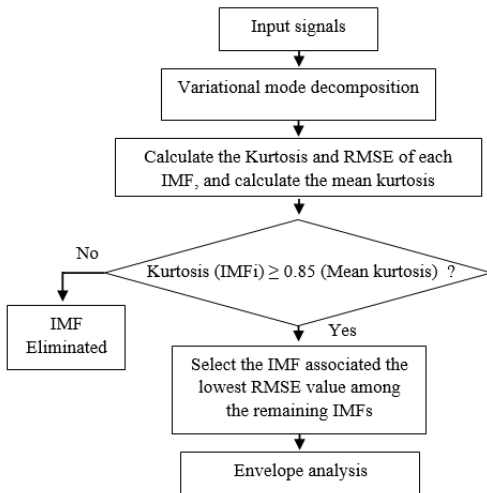 Input signals
Variational mode decomposition
Calculate the Kurtosis and RMSE of each
IMF, and calculate the mean kurtosis
No
Kurtosis (IMFi) ≥ 0.85 (Mean kurtosis) ?
IMF
Eliminated
Yes
Select the IMF associated the
lowest RMSE value among
the remaining IMFs
Envelope analysis